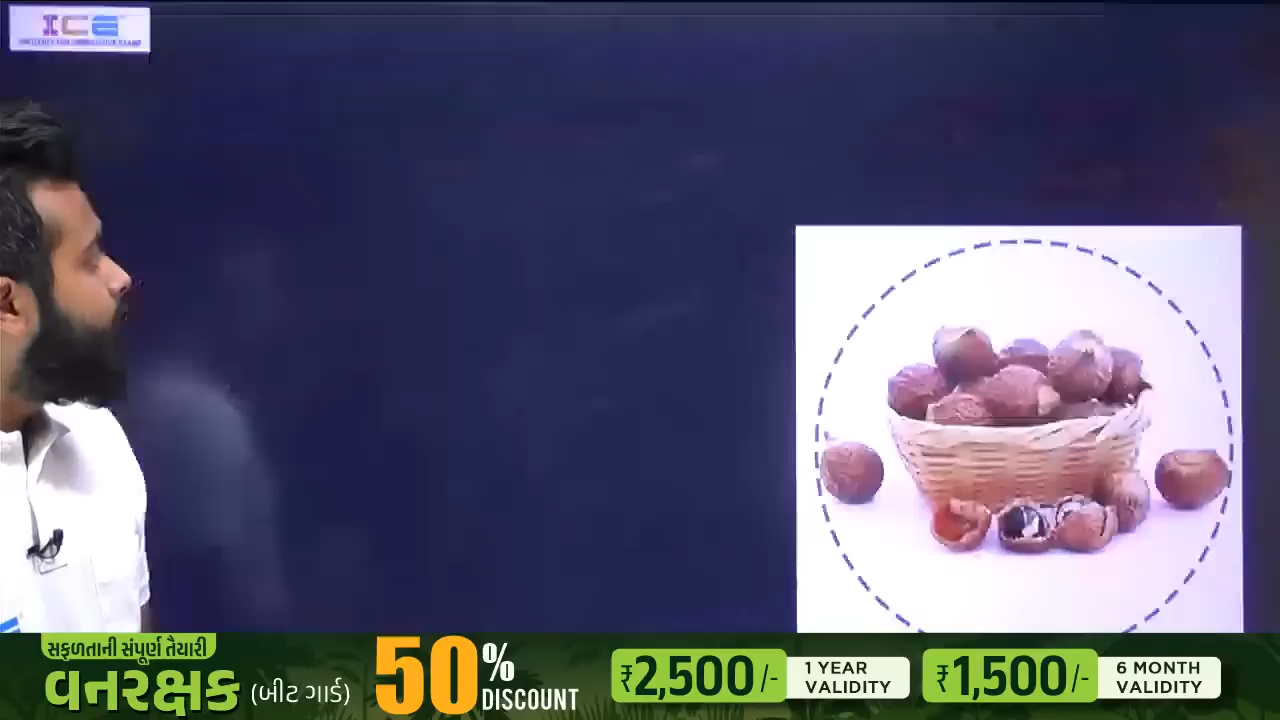 ICE
સફળતાની સંપૂર્ણ તૈયારી
વનરક્ષક (બીટ ગાર્ડ)
50% DISCOUNT
₹2,500/- 1 YEAR VALIDITY
₹1,500/- 6 MONTH VALIDITY